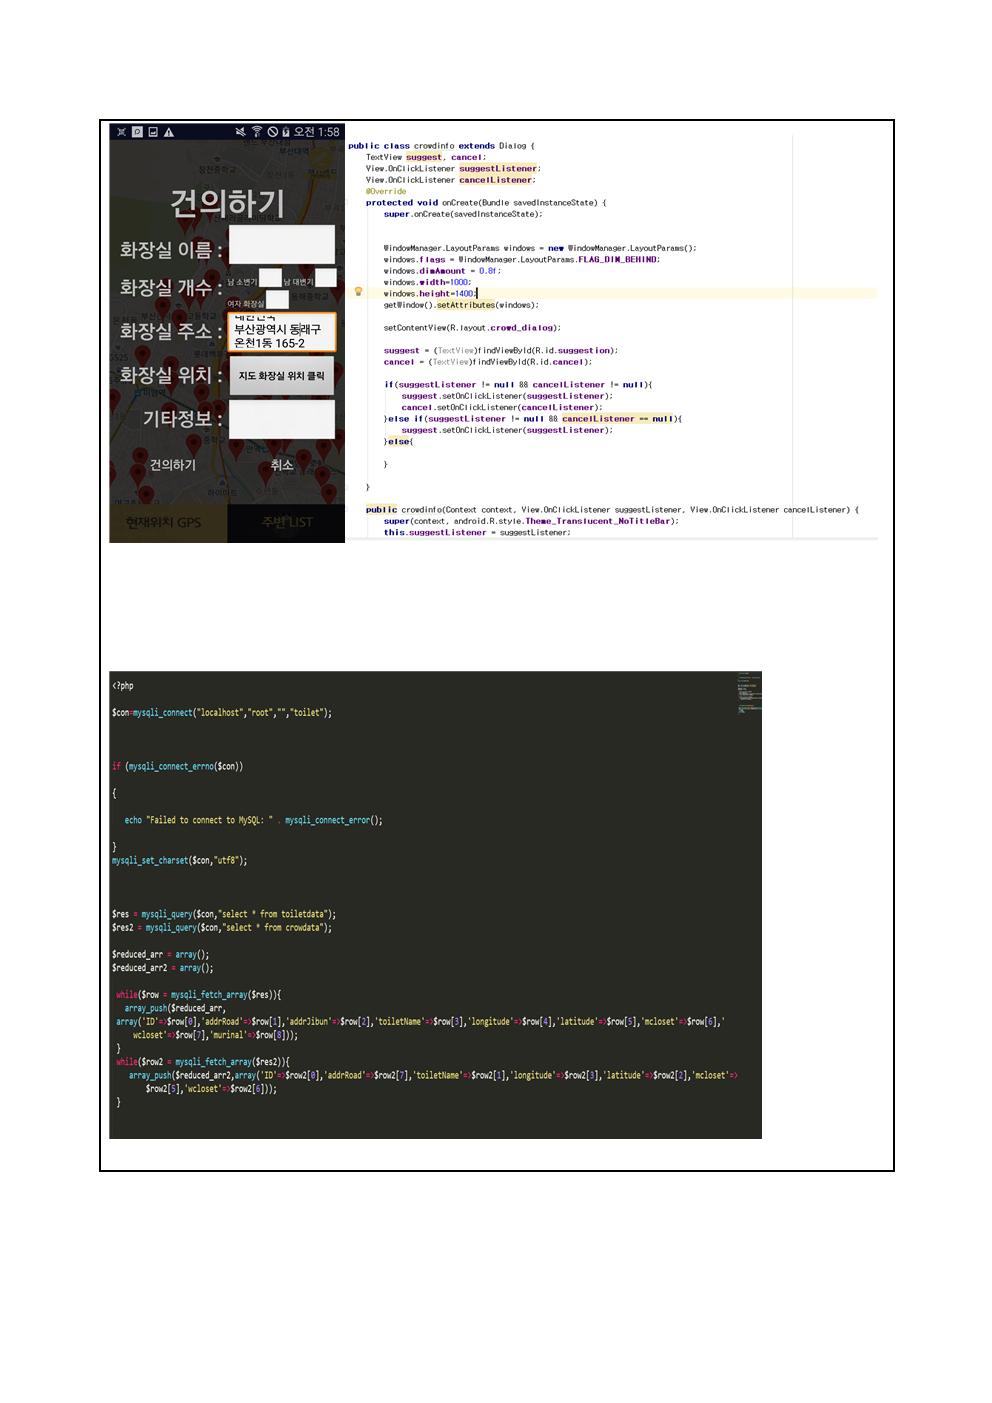 오전 1:58
건의하기
화장실 이름 :
화장실 개수 :
남 소변기
남 대변기
여자 화장실
화장실 주소 :
대한민국
부산광역시 동래구
온천1동 165-2
화장실 위치 :
지도 화장실 위치 클릭
기타정보 :
건의하기
취소
현재위치 GPS
주변 LIST
public class crowdinfo extends Dialog {
TextView suggest, cancel;
View.OnClickListener suggestListener;
View.OnClickListener cancelListener;
@Override
protected void onCreate(Bundle savedInstanceState) {
super.onCreate(savedInstanceState);
WindowManager.LayoutParams windows = new WindowManager.LayoutParams();
windows.flags = WindowManager.LayoutParams.FLAG_DIM_BEHIND;
windows.dimAmount = 0.8f;
windows.width=1000;
windows.height=1400;
getWindow().setAttributes(windows);
setContentView(R.layout.crowd_dialog);
suggest = (TextView)findViewById(R.id.suggestion);
cancel = (TextView)findViewById(R.id.cancel);
if(suggestListener != null && cancelListener != null){
suggest.setOnClickListener(suggestListener);
cancel.setOnClickListener(cancelListener);
}else if(suggestListener != null && cancelListener == null){
suggest.setOnClickListener(suggestListener);
}else{
}
}
public crowdinfo(Context context, View.OnClickListener suggestListener, View.OnClickListener cancelListener) {
super(context, android.R.style.Theme_Translucent_NoTitleBar);
this.suggestListener = suggestListener;
<?php
$con=mysqli_connect("localhost","root","","toilet");
if (mysqli_connect_errno($con))
{
echo "Failed to connect to MySQL: " . mysqli_connect_error();
}
mysqli_set_charset($con,"utf8");
$res = mysqli_query($con,"select * from toiletdata");
$res2 = mysqli_query($con,"select * from crowdata");
$reduced_arr = array();
$reduced_arr2 = array();
while($row = mysqli_fetch_array($res)){
array_push($reduced_arr,
array('ID'=>$row[0],'addrRoad'=>$row[1],'addrJibun'=>$row[2],'toiletName'=>$row[3],'longitude'=>$row[4],'latitude'=>$row[5],'mcloset'=>$row[6],'
wcloset'=>$row[7],'murinal'=>$row[8]));
}
while($row2 = mysqli_fetch_array($res2)){
array_push($reduced_arr2,array('ID'=>$row2[0],'addrRoad'=>$row2[7],'toiletName'=>$row2[1],'longitude'=>$row2[3],'latitude'=>$row2[2],'mcloset'=>
$row2[5],'wcloset'=>$row2[6]));
}